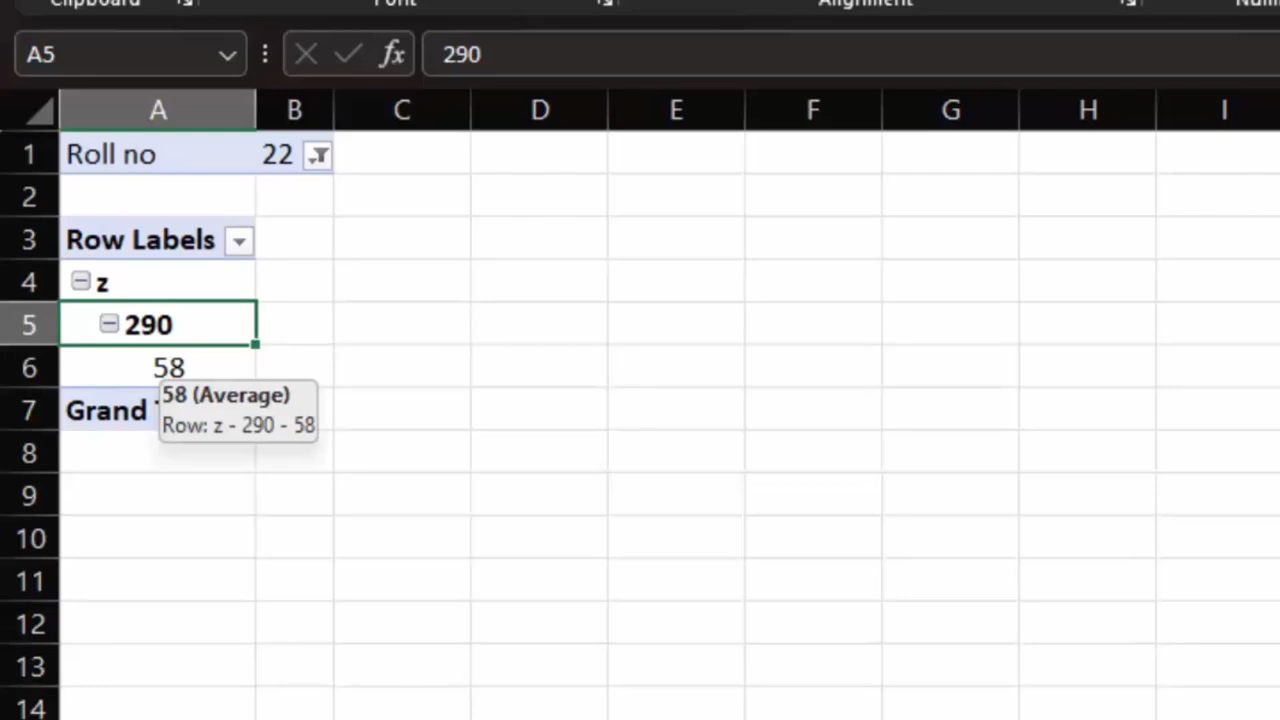 Clipboard Font Alignment
A5 fx 290
A B C D E F G H I
1 Roll no 22
2
3 Row Labels
4 z
5 290
6 58
58 (Average)
7 Grand
Row: z - 290 - 58
8
9
10
11
12
13
14